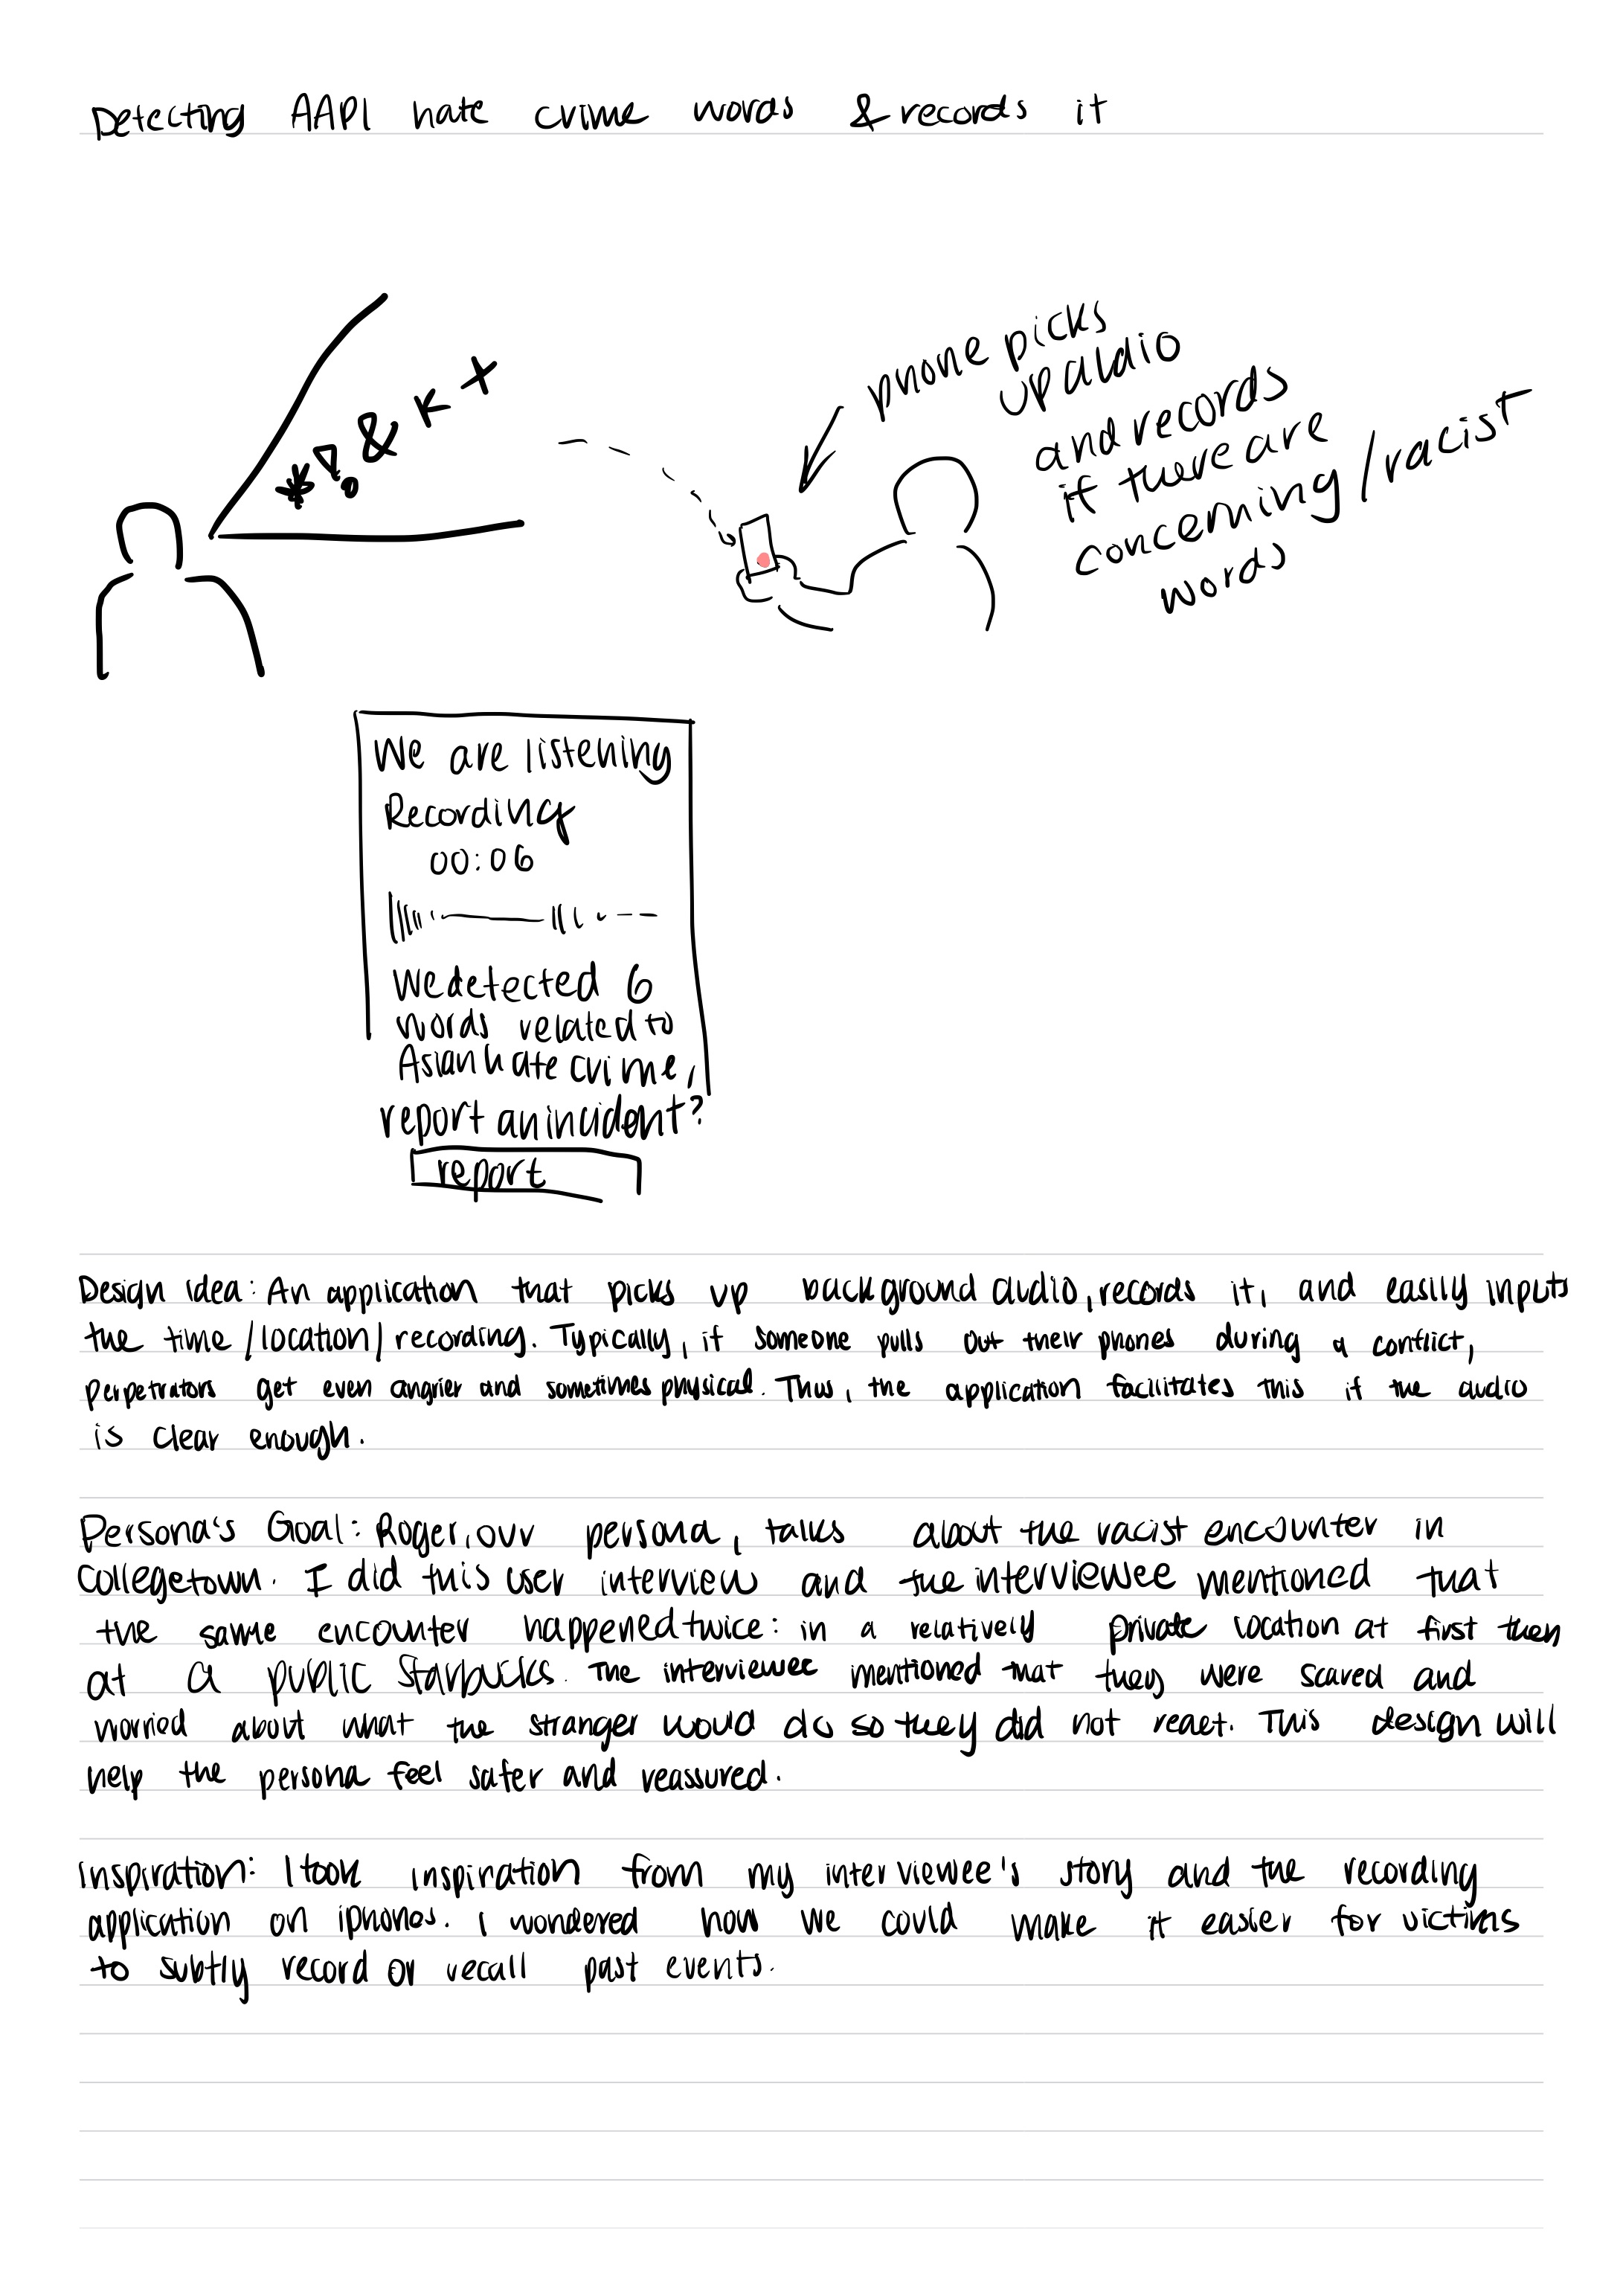 Detecting AAPI hate crime words & records it
*!&K+
phone picks
up audio
and records
if there are
concerning/racist
words
We are listening
Recording
00:06
We detected 6
words related to
Asian hate crime,
report an incident?
report
Design idea: An application that picks up background audio, records it, and easily inputs
the time/location/recording. Typically, if someone pulls out their phones during a conflict,
perpetrators get even angrier and sometimes physical. Thus, the application facilitates this if the audio
is clear enough.
Persona's Goal: Roger, our persona, talks about the racist encounter in
Collegetown. I did this user interview and the interviewee mentioned that
the same encounter happened twice: in a relatively private location at first then
at a public Starbucks. The interviewee mentioned that they were scared and
worried about what the stranger would do so they did not react. This design will
help the persona feel safer and reassured.
Inspiration: I took inspiration from my interviewee's story and the recording
application on iphones. I wondered how we could make it easier for victims
to subtly record or recall past events.